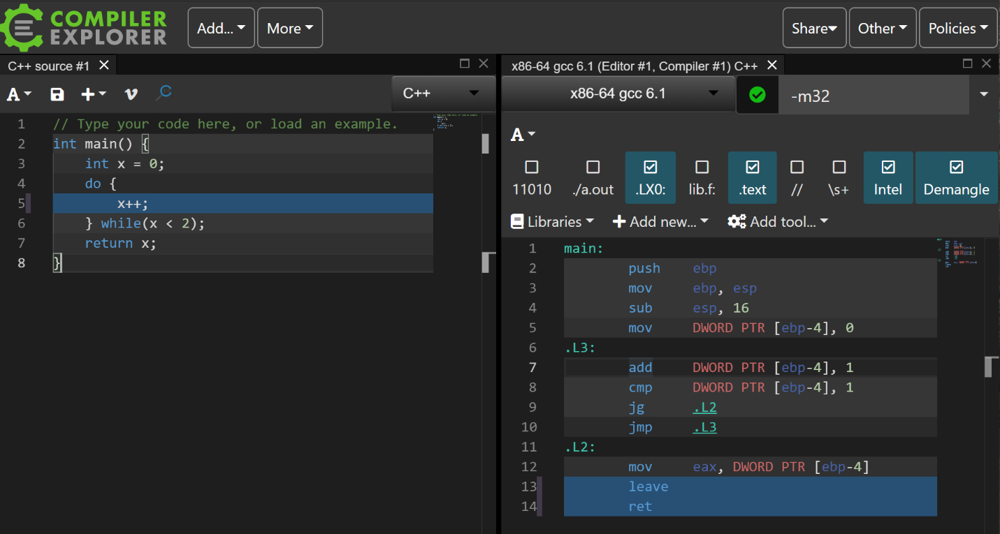 COMPILER
EXPLORER
Add...
More
Share
Other
Policies
C++ source #1
A
C++
1 // Type your code here, or load an example.
2 int main() {
3 int x = 0;
4 do {
5 x++;
6 } while(x < 2);
7 return x;
8 }
x86-64 gcc 6.1 (Editor #1, Compiler #1) C++
x86-64 gcc 6.1
-m32
A
11010
./a.out
.LX0:
lib.f:
.text
//
\s+
Intel
Demangle
Libraries
Add new...
Add tool...
1 main:
2 push ebp
3 mov ebp, esp
4 sub esp, 16
5 mov DWORD PTR [ebp-4], 0
6 .L3:
7 add DWORD PTR [ebp-4], 1
8 cmp DWORD PTR [ebp-4], 1
9 jg .L2
10 jmp .L3
11 .L2:
12 mov eax, DWORD PTR [ebp-4]
13 leave
14 ret